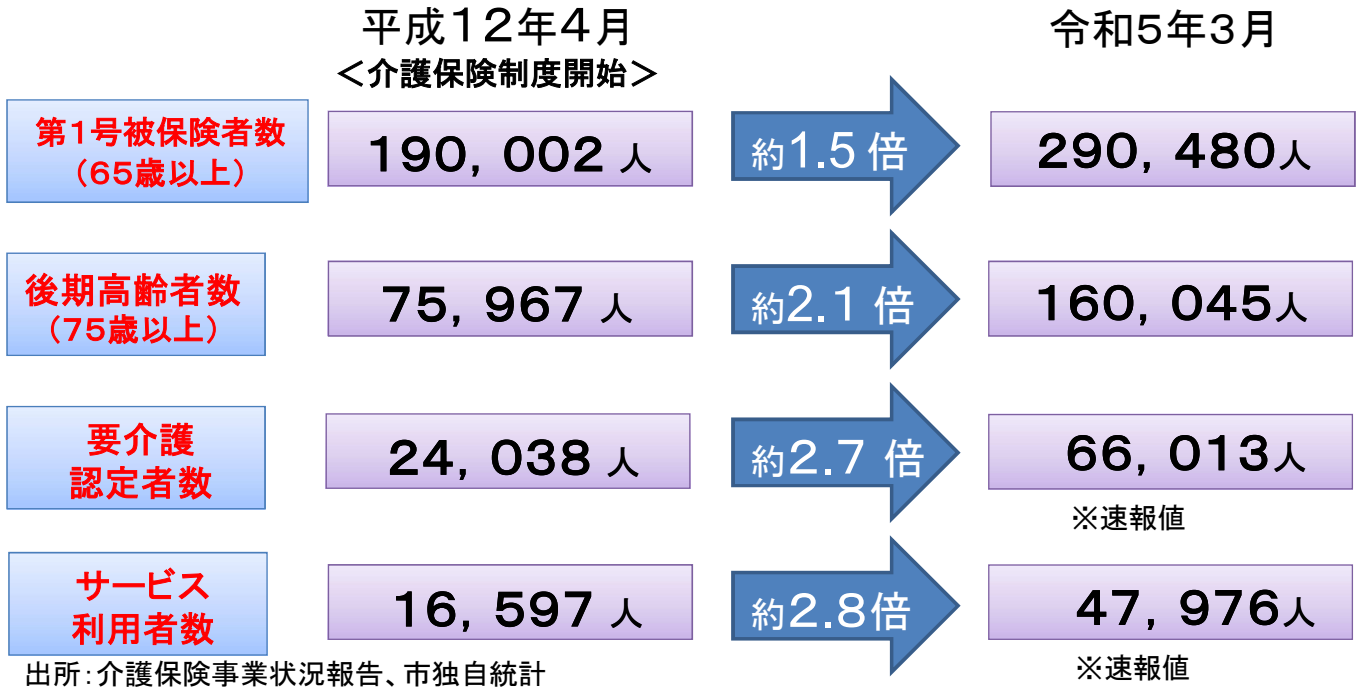 平成12年4月
＜介護保険制度開始＞
令和5年3月
第1号被保険者数
（65歳以上）
190,002 人
約1.5 倍
290,480人
後期高齢者数
（75歳以上）
75,967 人
約2.1 倍
160,045人
要介護
認定者数
24,038 人
約2.7 倍
66,013人
※速報値
サービス
利用者数
16,597 人
約2.8倍
47,976人
※速報値
出所：介護保険事業状況報告、市独自統計